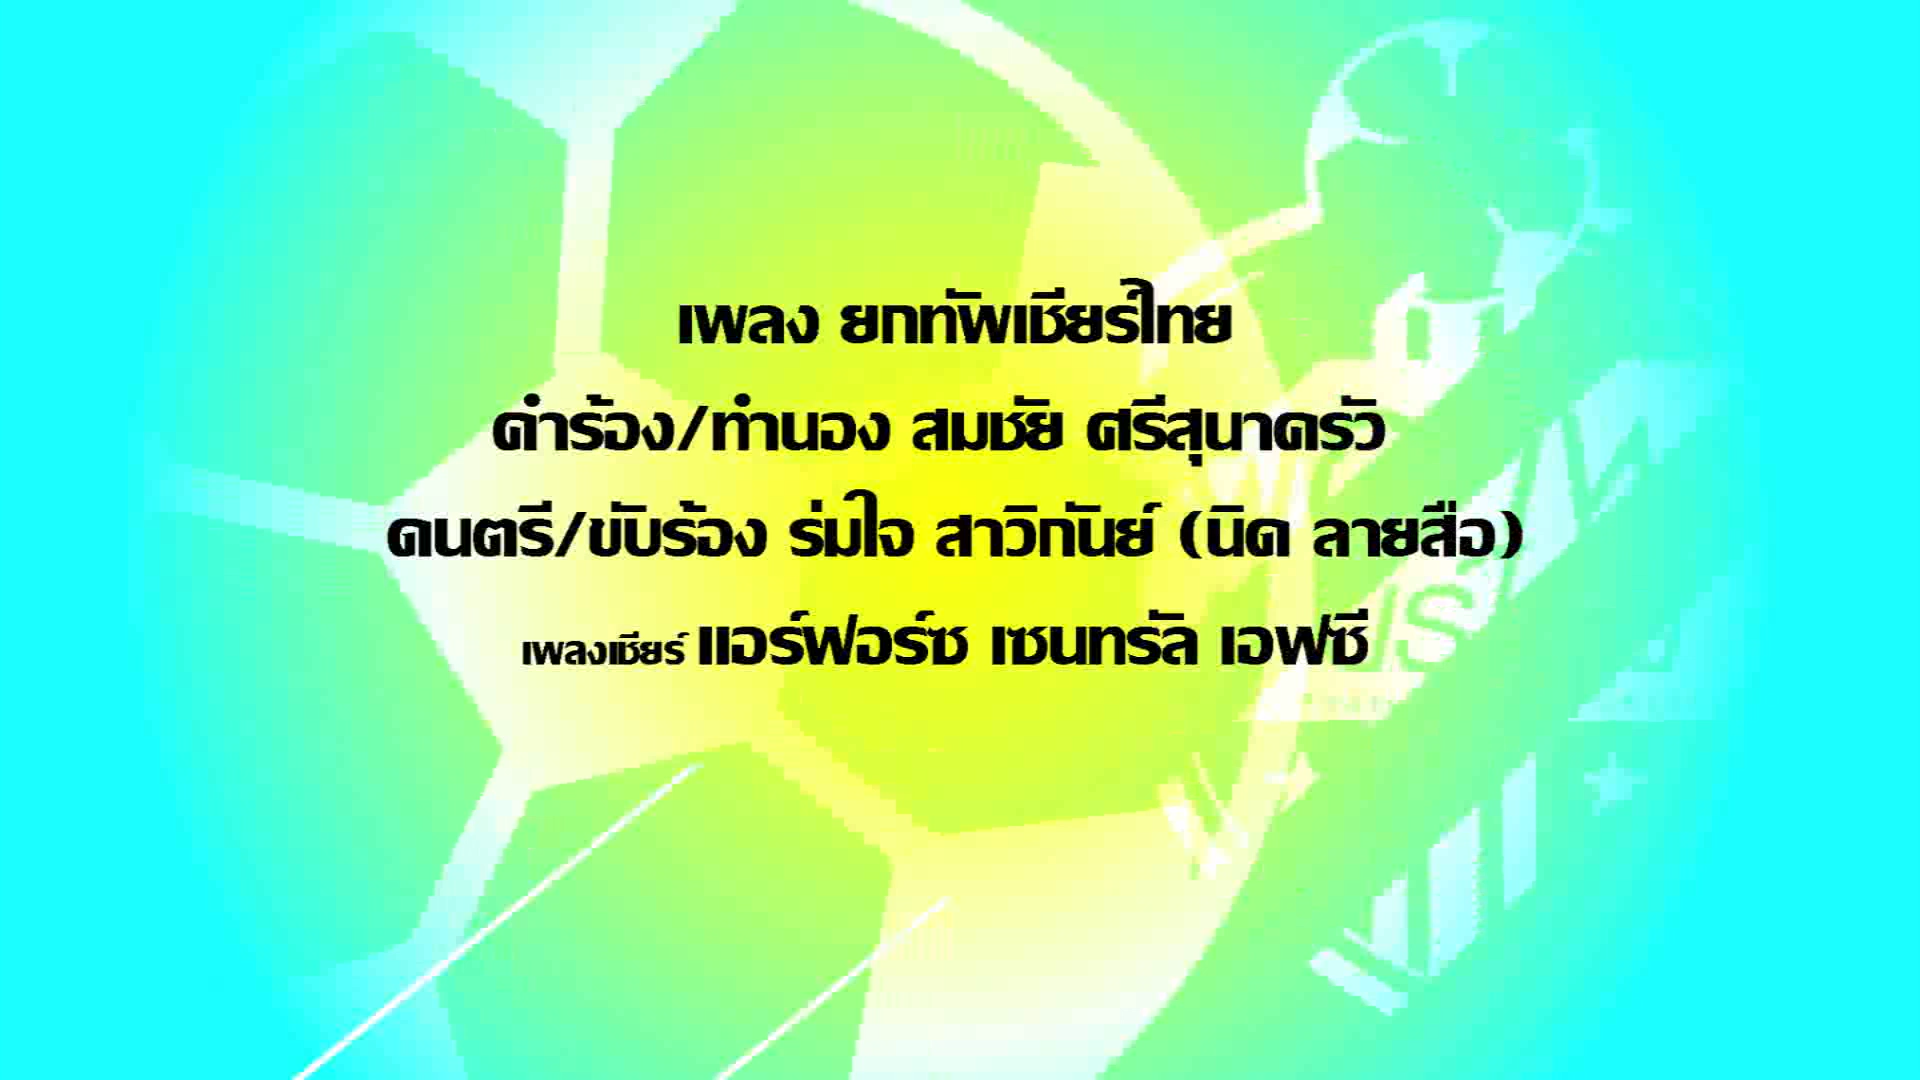 เพลง ยกทัพเชียร์ไทย
คำร้อง/ทำนอง สมชัย ศรีสุนาครัว
ดนตรี/ขับร้อง ร่มใจ สาวิกันย์ (นิค ลายสือ)
เพลงเชียร์ แอร์ฟอร์ซ เซนทรัล เอฟซี